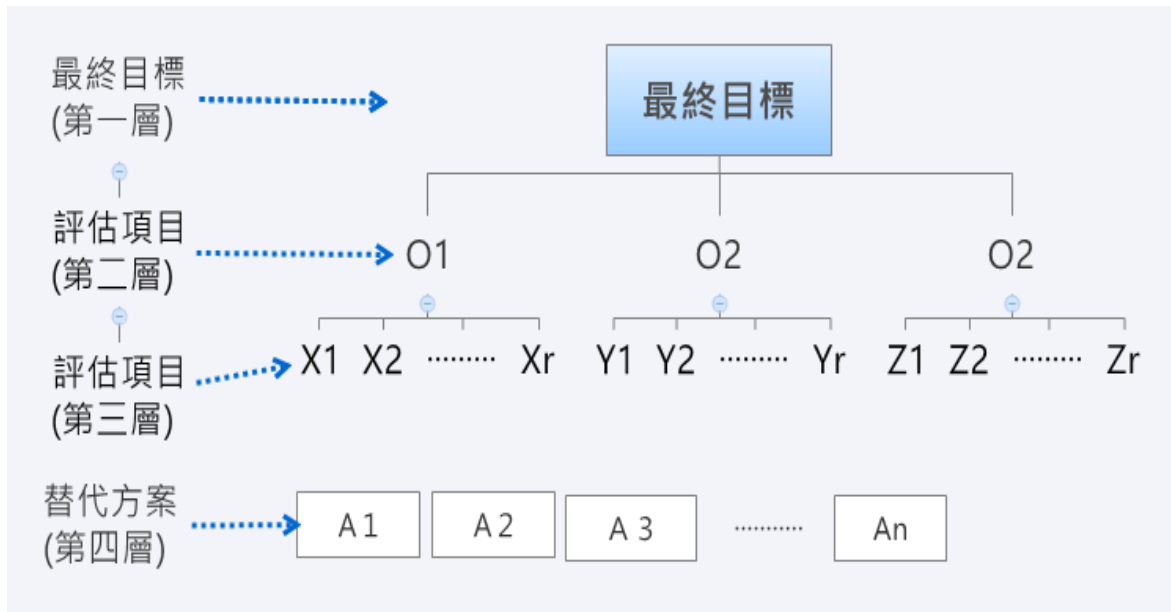 最終目標
(第一層)
最終目標
評估項目
(第二層)
O1 O2 O2
評估項目
(第三層)
X1 X2 ········· Xr Y1 Y2 ········· Yr Z1 Z2 ········· Zr
替代方案
(第四層)
A 1 A 2 A 3 ··········· An